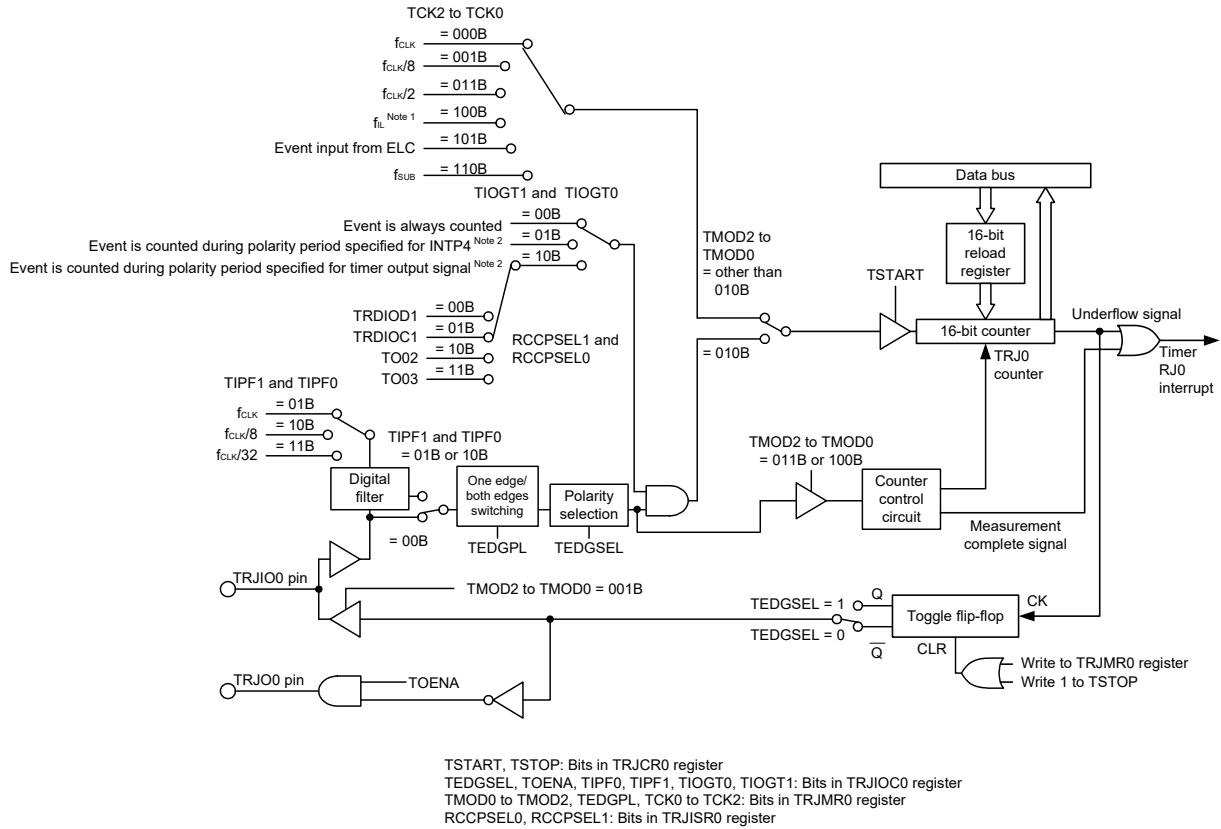 TCK2 to TCK0
fCLK = 000B
fCLK/8 = 001B
fCLK/2 = 011B
fIL Note 1 = 100B
Event input from ELC = 101B
fSUB = 110B
TIOGT1 and TIOGT0
Event is always counted = 00B
Event is counted during polarity period specified for INTP4 Note 2 = 01B
Event is counted during polarity period specified for timer output signal Note 2 = 10B
TRDIOD1 = 00B
TRDIOC1 = 01B
TO02 = 10B
TO03 = 11B
RCCPSEL1 and
RCCPSEL0
TMOD2 to
TMOD0
= other than
010B
= 010B
TSTART
Data bus
16-bit
reload
register
16-bit counter
TRJ0
counter
Underflow signal
Timer
RJ0
interrupt
TIPF1 and TIPF0
fCLK = 01B
fCLK/8 = 10B
fCLK/32 = 11B
Digital
filter
TIPF1 and TIPF0
= 01B or 10B
= 00B
One edge/
both edges
switching
TEDGPL
Polarity
selection
TEDGSEL
TMOD2 to TMOD0
= 011B or 100B
Counter
control
circuit
Measurement
complete signal
TRJIO0 pin
TMOD2 to TMOD0 = 001B
TEDGSEL = 1
TEDGSEL = 0
Q
Q
Toggle flip-flop
CK
CLR
Write to TRJMR0 register
Write 1 to TSTOP
TRJO0 pin
TOENA
TSTART, TSTOP: Bits in TRJCR0 register
TEDGSEL, TOENA, TIPF0, TIPF1, TIOGT0, TIOGT1: Bits in TRJIOC0 register
TMOD0 to TMOD2, TEDGPL, TCK0 to TCK2: Bits in TRJMR0 register
RCCPSEL0, RCCPSEL1: Bits in TRJISR0 register